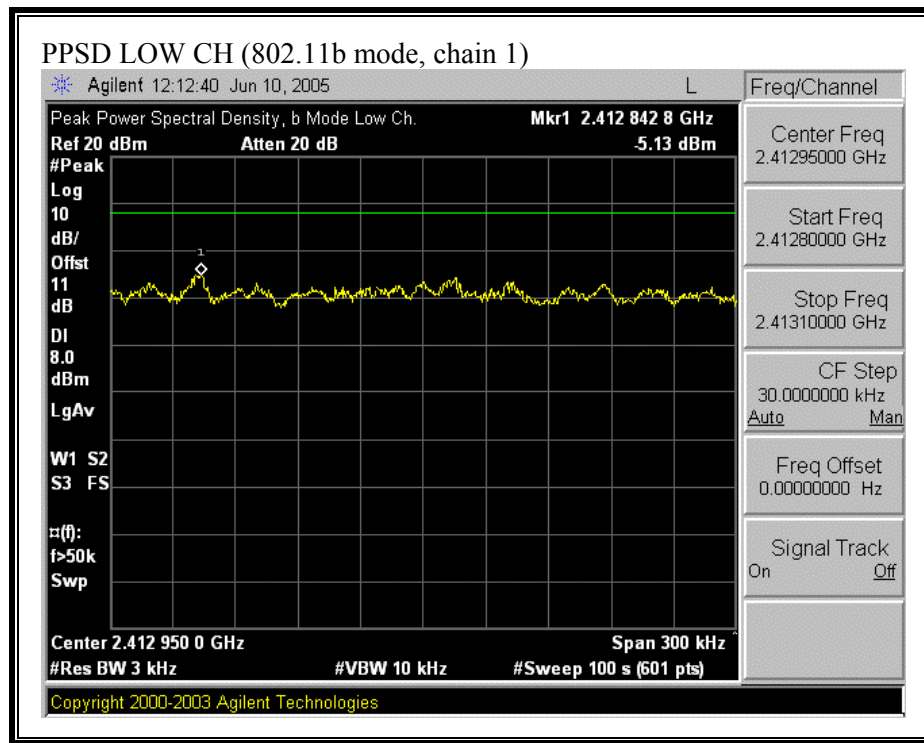 PPSD LOW CH (802.11b mode, chain 1)
Agilent 12:12:40 Jun 10, 2005
L
Freq/Channel
Peak Power Spectral Density, b Mode Low Ch.
Mkr1 2.412 842 8 GHz
Ref 20 dBm
Atten 20 dB
-5.13 dBm
#Peak
Log
10
dB/
Offst
11
dB
DI
8.0
dBm
LgAv
W1 S2
S3 FS
¤(f):
f>50k
Swp
1
Center 2.412 950 0 GHz
Span 300 kHz
#Res BW 3 kHz
#VBW 10 kHz
#Sweep 100 s (601 pts)
Center Freq
2.41295000 GHz
Start Freq
2.41280000 GHz
Stop Freq
2.41310000 GHz
CF Step
30.0000000 kHz
Auto Man
Freq Offset
0.00000000 Hz
Signal Track
On Off
Copyright 2000-2003 Agilent Technologies